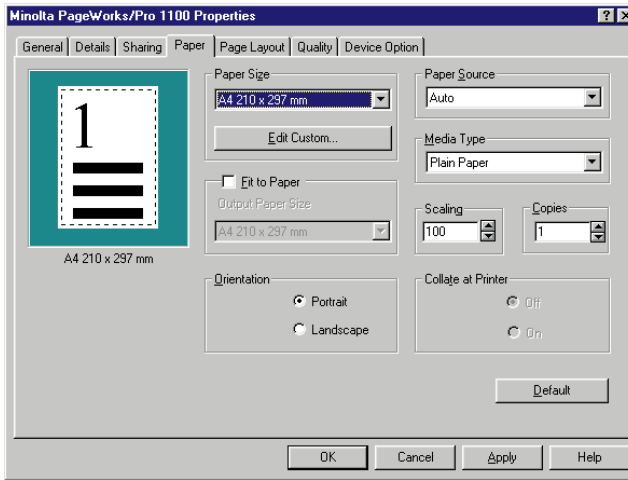 Minolta PageWorks/Pro 1100 Properties
General Details Sharing Paper Page Layout Quality Device Option
1
A4 210 x 297 mm
Paper Size
A4 210 x 297 mm
Edit Custom...
Fit to Paper
Output Paper Size
A4 210 x 297 mm
Orientation
Portrait
Landscape
Paper Source
Auto
Media Type
Plain Paper
Scaling
100
Copies
1
Collate at Printer
Off
On
Default
OK Cancel Apply Help